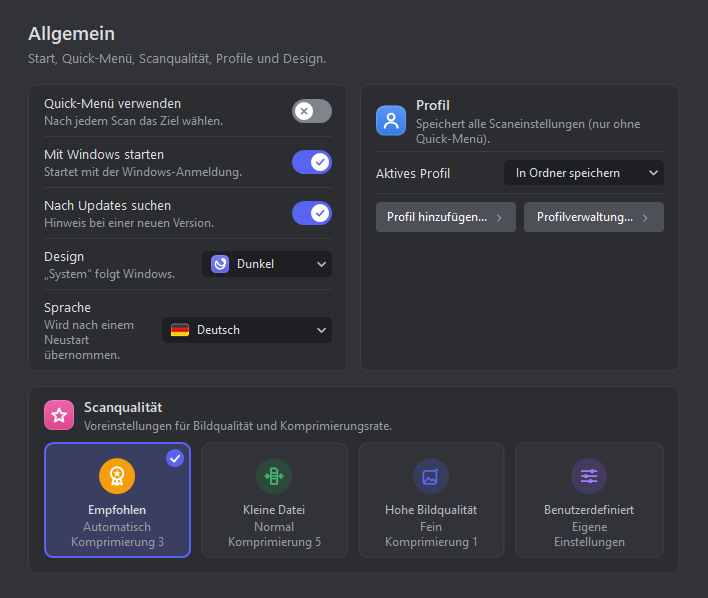 Allgemein
Start, Quick-Menü, Scanqualität, Profile und Design.
Quick-Menü verwenden
Nach jedem Scan das Ziel wählen.
Mit Windows starten
Startet mit der Windows-Anmeldung.
Nach Updates suchen
Hinweis bei einer neuen Version.
Design
„System“ folgt Windows.
Dunkel
Sprache
Wird nach einem
Neustart
übernommen.
Deutsch
Profil
Speichert alle Scaneinstellungen (nur ohne
Quick-Menü).
Aktives Profil
In Ordner speichern
Profil hinzufügen...
Profilverwaltung...
Scanqualität
Voreinstellungen für Bildqualität und Komprimierungsrate.
Empfohlen
Automatisch
Komprimierung 3
Kleine Datei
Normal
Komprimierung 5
Hohe Bildqualität
Fein
Komprimierung 1
Benutzerdefiniert
Eigene
Einstellungen